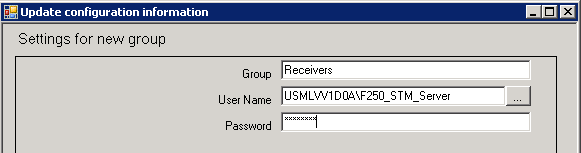 Update configuration information
Settings for new group
Group Receivers
User Name USMLVV1D0A\F250_STM_Server ...
Password ********